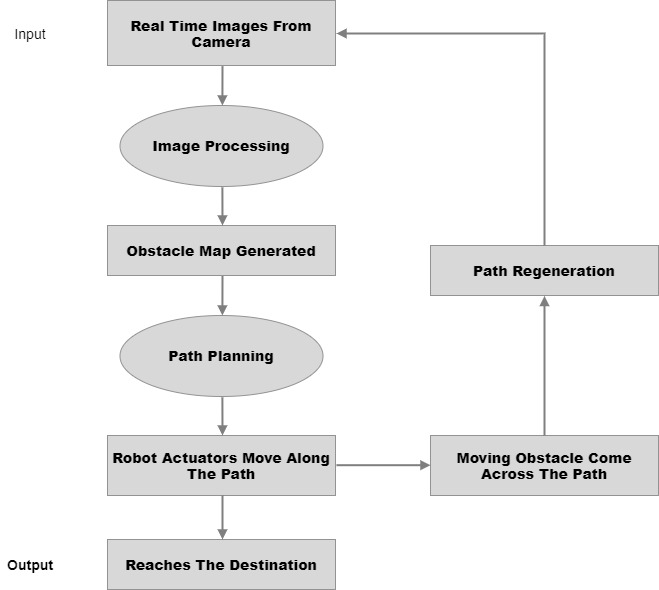 Input
Real Time Images From
Camera
Image Processing
Obstacle Map Generated
Path Regeneration
Path Planning
Robot Actuators Move Along
The Path
Moving Obstacle Come
Across The Path
Output
Reaches The Destination